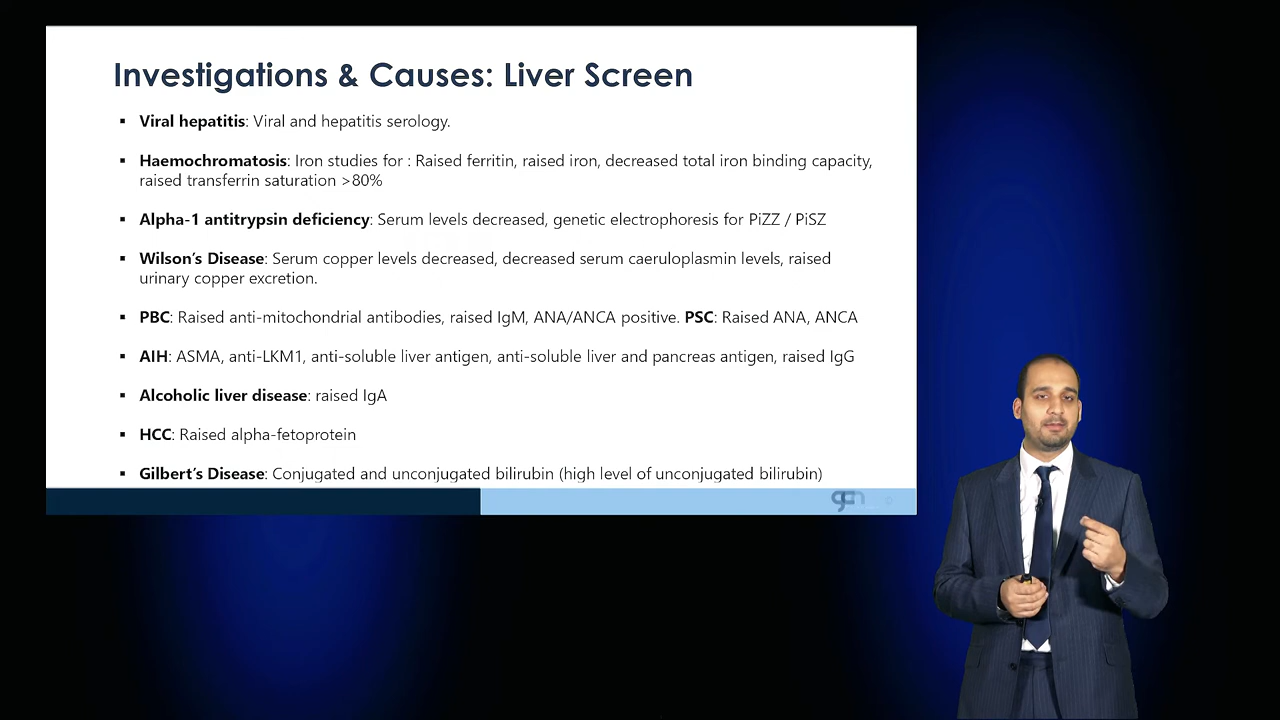 Investigations & Causes: Liver Screen
▪ Viral hepatitis: Viral and hepatitis serology.
▪ Haemochromatosis: Iron studies for : Raised ferritin, raised iron, decreased total iron binding capacity,
raised transferrin saturation >80%
▪ Alpha-1 antitrypsin deficiency: Serum levels decreased, genetic electrophoresis for PiZZ / PiSZ
▪ Wilson's Disease: Serum copper levels decreased, decreased serum caeruloplasmin levels, raised
urinary copper excretion.
▪ PBC: Raised anti-mitochondrial antibodies, raised IgM, ANA/ANCA positive. PSC: Raised ANA, ANCA
▪ AIH: ASMA, anti-LKM1, anti-soluble liver antigen, anti-soluble liver and pancreas antigen, raised IgG
▪ Alcoholic liver disease: raised IgA
▪ HCC: Raised alpha-fetoprotein
▪ Gilbert's Disease: Conjugated and unconjugated bilirubin (high level of unconjugated bilirubin)